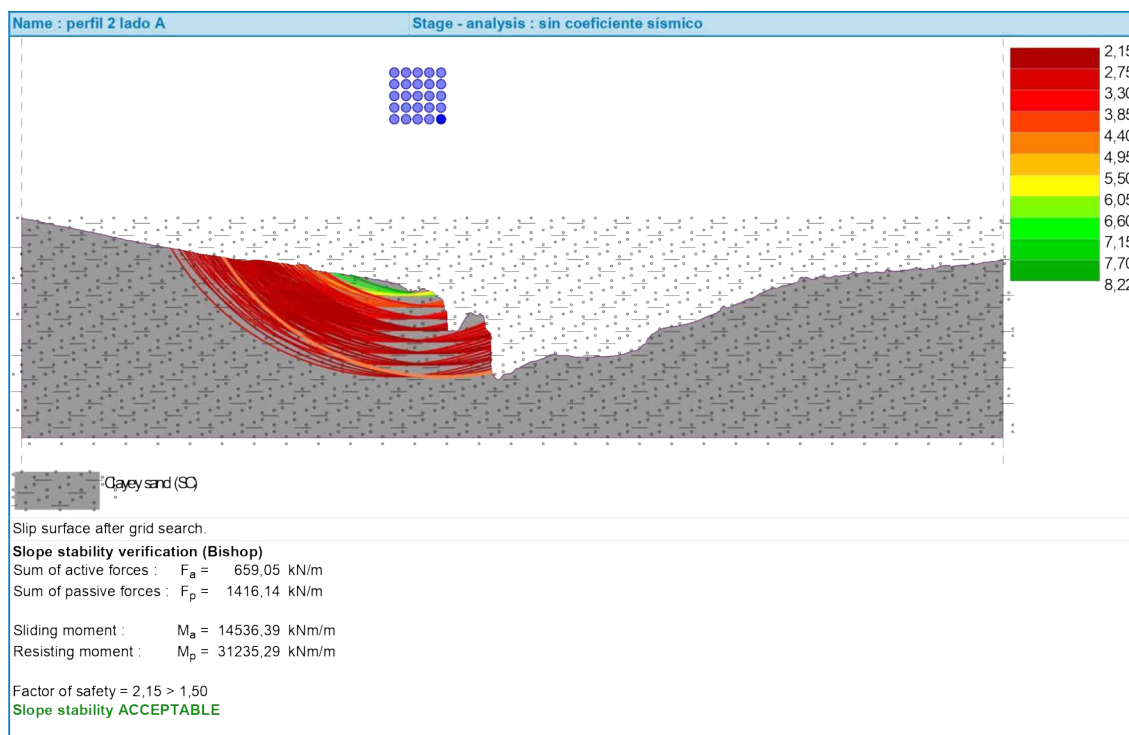 Name : perfil 2 lado A Stage - analysis : sin coeficiente sísmico
2,15
2,75
3,30
3,85
4,40
4,95
5,50
6,05
6,60
7,15
7,70
8,22
Clayey sand (SC)
Slip surface after grid search.
Slope stability verification (Bishop)
Sum of active forces : Fa = 659,05 kN/m
Sum of passive forces : Fp = 1416,14 kN/m
Sliding moment : Ma = 14536,39 kNm/m
Resisting moment : Mp = 31235,29 kNm/m
Factor of safety = 2,15 > 1,50
Slope stability ACCEPTABLE